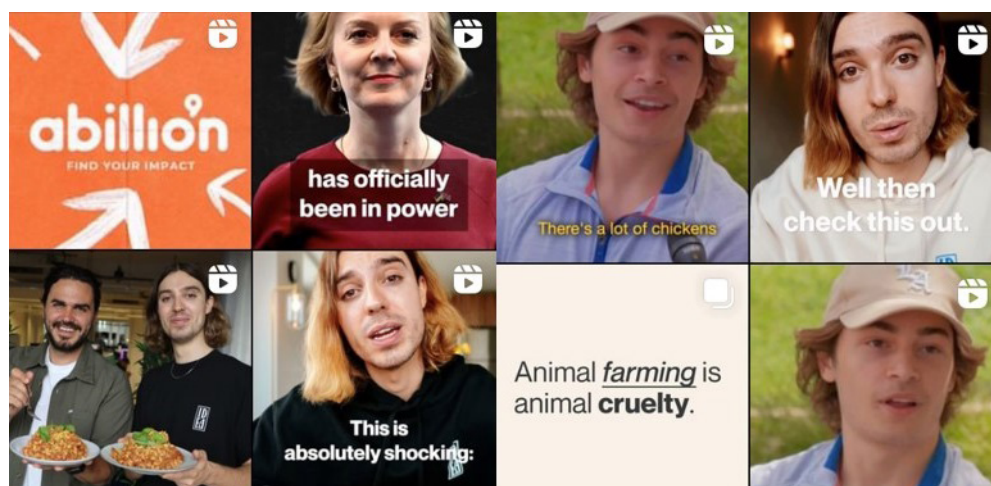 abillion
FIND YOUR IMPACT
has officially
been in power
There's a lot of chickens
Well then
check this out.
This is
absolutely shocking:
Animal farming is
animal cruelty.
LA